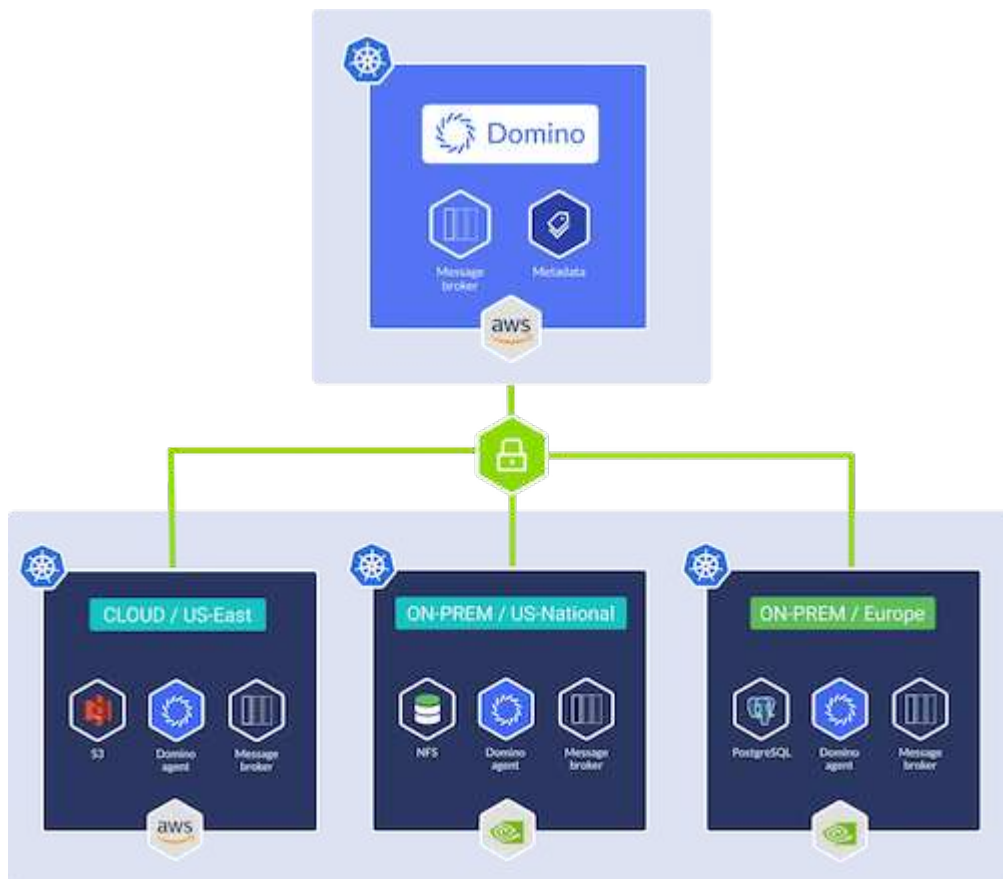 Domino
Message
broker
Metadata
aws
CLOUD / US-East
S3
Domino
agent
Message
broker
aws
ON-PREM / US-National
NFS
Domino
agent
Message
broker
ON-PREM / Europe
PostgreSQL
Domino
agent
Message
broker